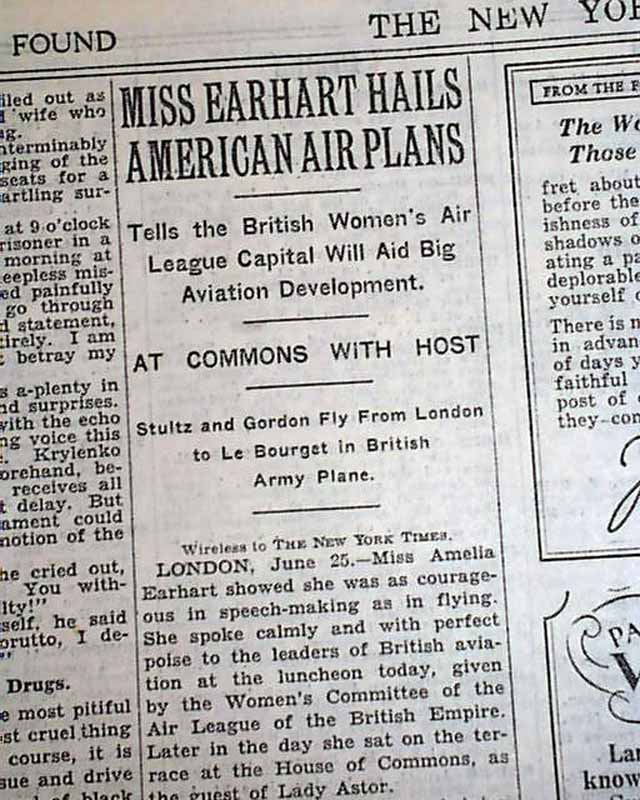 FOUND
THE NEW
iled out as
wife who
ng.
nterminably
ging of the
seats for a
artling sur-
at 9 o'clock
risoner in a
morning at
eepless mis-
ed painfully
go through
d statement,
tirely. I am
betray my
s a-plenty in
nd surprises.
with the echo
ng voice this
Krylenko
orehand, be-
receives all
t delay. But
ament could
motion of the
he cried out,
You with-
lty!"
self, he said
orutto, I de-
Drugs.
e most pitiful
st cruel thing
course, it is
sue and drive
of black
MISS EARHART HAILS
AMERICAN AIR PLANS
Tells the British Women's Air
League Capital Will Aid Big
Aviation Development.
AT COMMONS WITH HOST
Stultz and Gordon Fly From London
to Le Bourget in British
Army Plane.
Wireless to THE NEW YORK TIMES.
LONDON, June 25.—Miss Amelia
Earhart showed she was as courage-
ous in speech-making as in flying.
She spoke calmly and with perfect
poise to the leaders of British avia-
tion at the luncheon today, given
by the Women's Committee of the
Air League of the British Empire.
Later in the day she sat on the ter-
race at the House of Commons, as
the guest of Lady Astor.
FROM THE F
The Wo
Those
fret about
before the
ishness of
shadows o
ating a pa
deplorable
yourself o
There is n
in advan
of days y
faithful
post of
they-con
PA
Lan
know